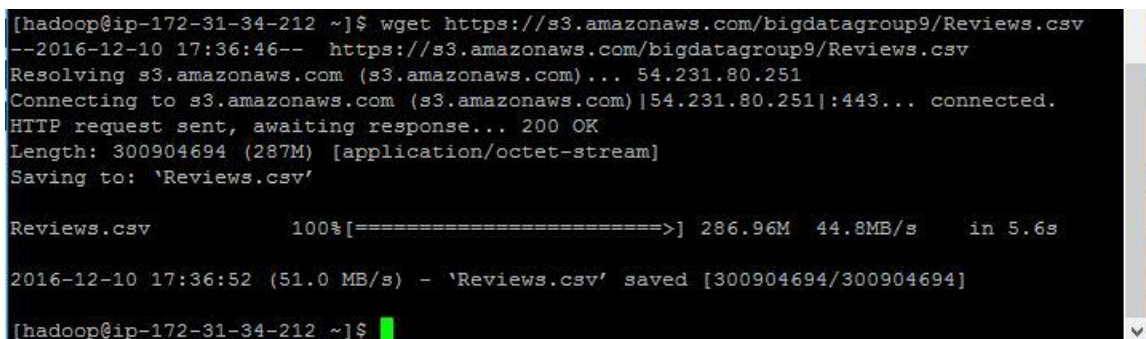 [hadoop@ip-172-31-34-212 ~]$ wget https://s3.amazonaws.com/bigdatagroup9/Reviews.csv
--2016-12-10 17:36:46--  https://s3.amazonaws.com/bigdatagroup9/Reviews.csv
Resolving s3.amazonaws.com (s3.amazonaws.com)... 54.231.80.251
Connecting to s3.amazonaws.com (s3.amazonaws.com)|54.231.80.251|:443... connected.
HTTP request sent, awaiting response... 200 OK
Length: 300904694 (287M) [application/octet-stream]
Saving to: ‘Reviews.csv’
Reviews.csv         100%[========================>] 286.96M  44.8MB/s    in 5.6s
2016-12-10 17:36:52 (51.0 MB/s) - ‘Reviews.csv’ saved [300904694/300904694]
[hadoop@ip-172-31-34-212 ~]$